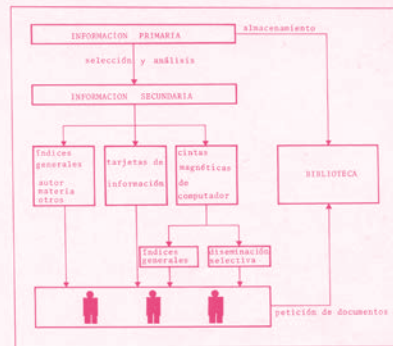 INFORMACION PRIMARIA
almacenamiento
selección y análisis
INFORMACION SECUNDARIA
índices
generales
autor
materia
otros
tarjetas de
información
cintas
magnéticas
de
computador
BIBLIOTECA
índices
generales
diseminación
selectiva
petición de documentos